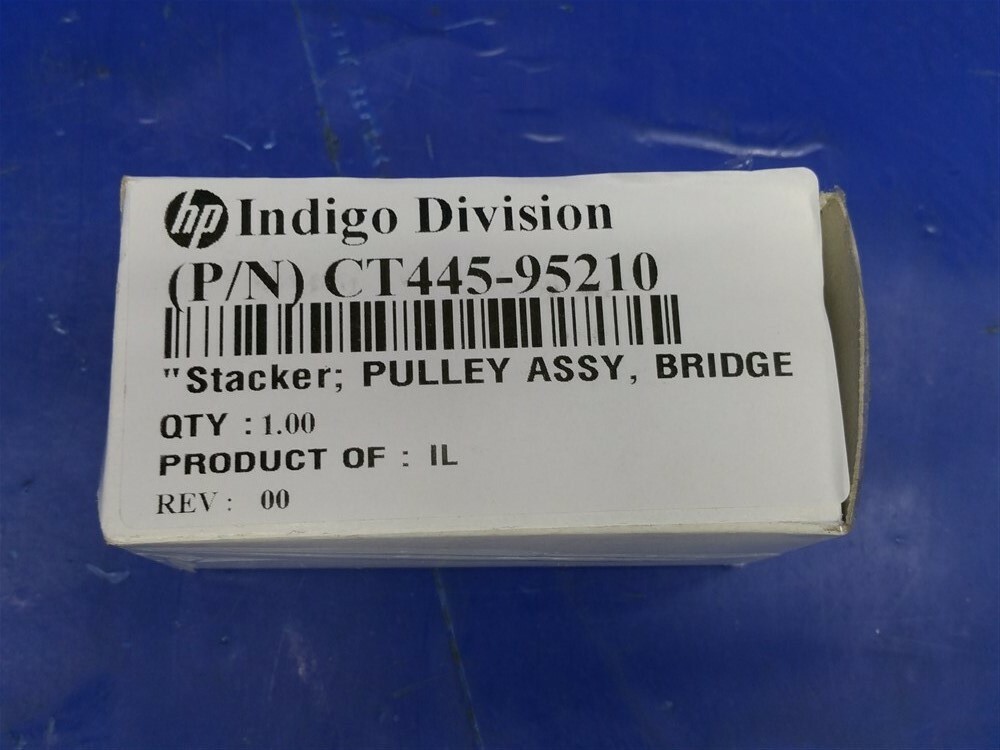 hp Indigo Division
(P/N) CT445-95210
"Stacker; PULLEY ASSY, BRIDGE
QTY : 1.00
PRODUCT OF : IL
REV : 00